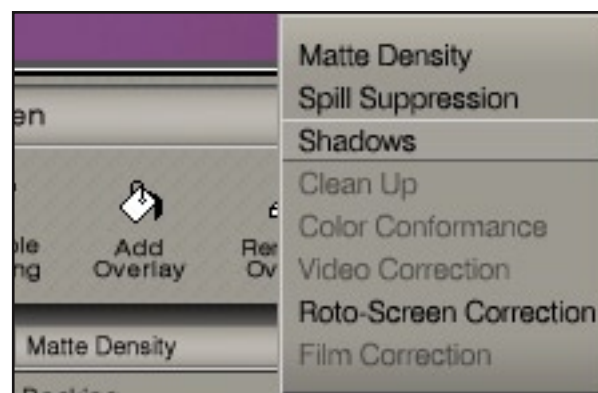 Matte Density
Spill Suppression
Shadows
Clean Up
Color Conformance
Video Correction
Roto-Screen Correction
Film Correction
Add
Overlay
Matte Density